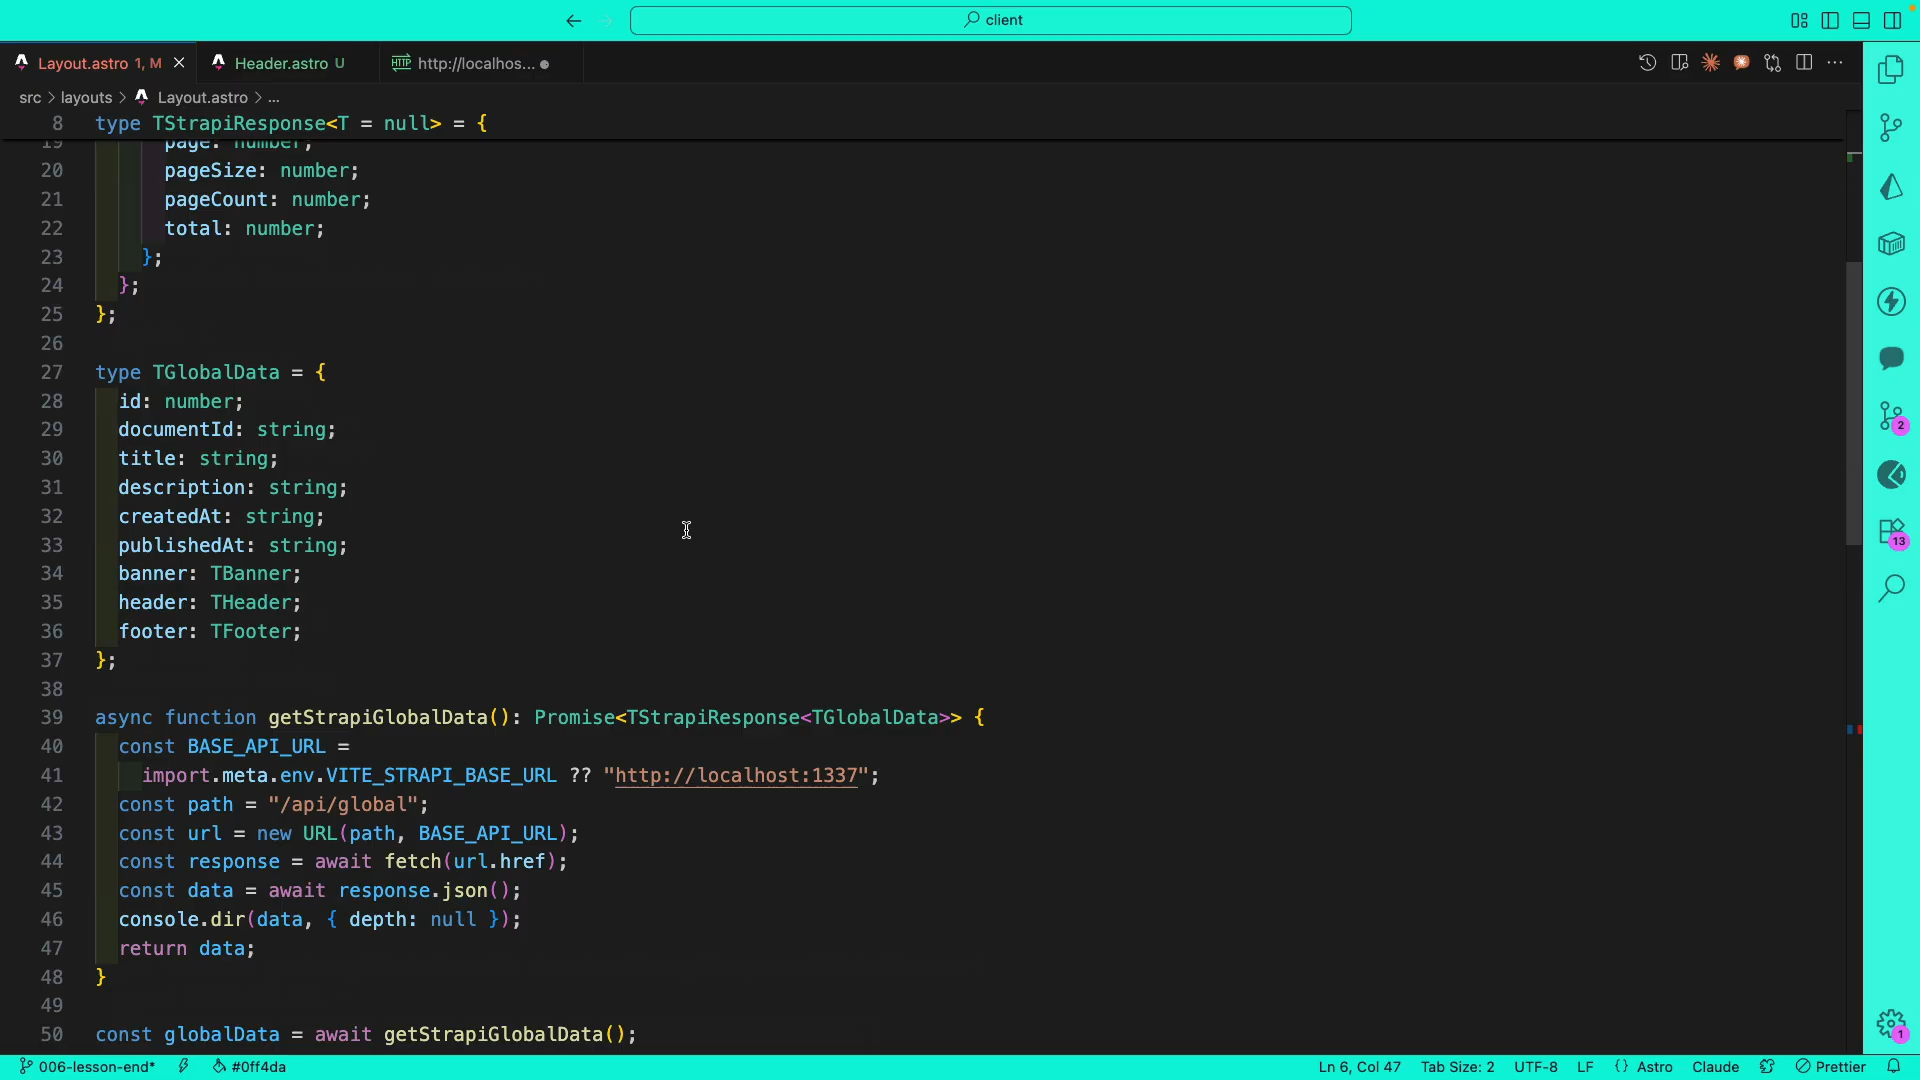 client
Layout.astro 1, M
Header.astro U
HTTP http://localhos...
src > layouts > Layout.astro > ...
8 type TStrapiResponse<T = null> = {
19 page: number;
20 pageSize: number;
21 pageCount: number;
22 total: number;
23 };
24 };
25 };
26
27 type TGlobalData = {
28 id: number;
29 documentId: string;
30 title: string;
31 description: string;
32 createdAt: string;
33 publishedAt: string;
34 banner: TBanner;
35 header: THeader;
36 footer: TFooter;
37 };
38
39 async function getStrapiGlobalData(): Promise<TStrapiResponse<TGlobalData>> {
40 const BASE_API_URL =
41 import.meta.env.VITE_STRAPI_BASE_URL ?? "http://localhost:1337";
42 const path = "/api/global";
43 const url = new URL(path, BASE_API_URL);
44 const response = await fetch(url.href);
45 const data = await response.json();
46 console.dir(data, { depth: null });
47 return data;
48 }
49
50 const globalData = await getStrapiGlobalData();
2
13
1
006-lesson-end* #0ff4da Ln 6, Col 47 Tab Size: 2 UTF-8 LF {} Astro Claude Prettier